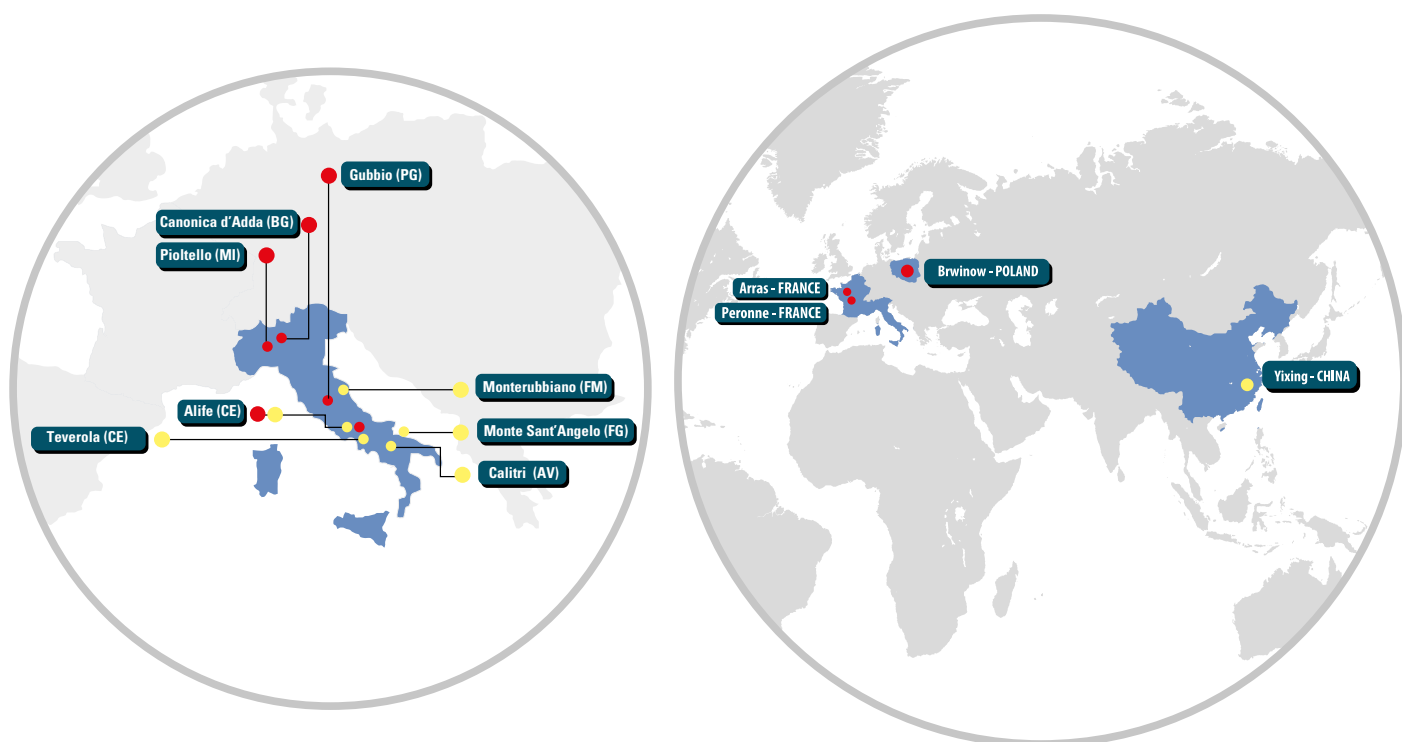 Gubbio (PG)
Canonica d'Adda (BG)
Pioltello (MI)
Monterubbiano (FM)
Alife (CE)
Teverola (CE)
Monte Sant'Angelo (FG)
Calitri (AV)
Brwinow - POLAND
Arras - FRANCE
Peronne - FRANCE
Yixing - CHINA